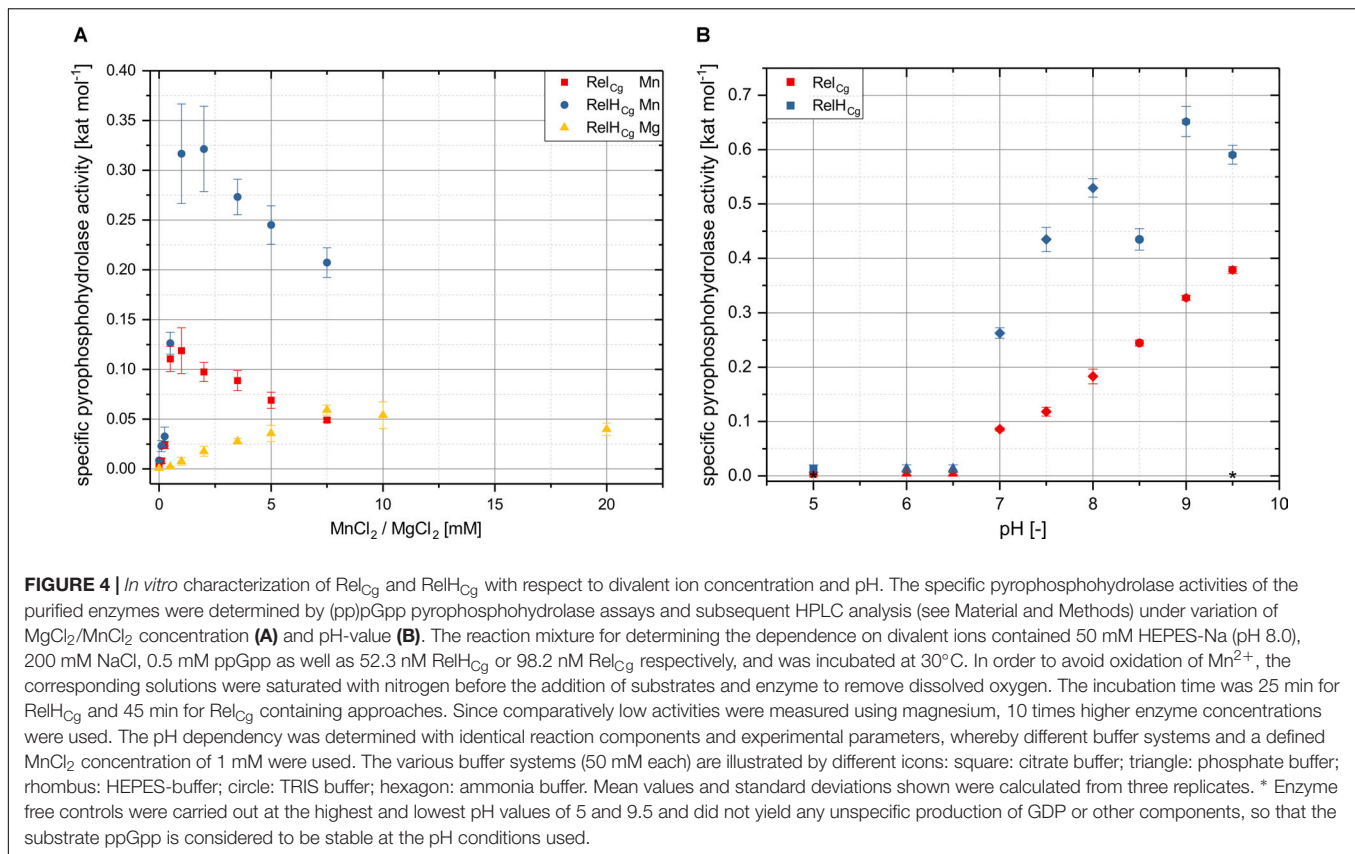 A
B
0.40
0.35
0.30
0.25
0.20
0.15
0.10
0.05
0.00
specific pyrophosphohydrolase activity [kat mol⁻¹]
0 5 10 15 20
MnCl₂ / MgCl₂ [mM]
Rel_Cg Mn
RelH_Cg Mn
RelH_Cg Mg
0.7
0.6
0.5
0.4
0.3
0.2
0.1
0.0
specific pyrophosphohydrolase activity [kat mol⁻¹]
5 6 7 8 9 10
pH [-]
Rel_Cg
RelH_Cg
* *
FIGURE 4 | In vitro characterization of Rel_Cg and RelH_Cg with respect to divalent ion concentration and pH. The specific pyrophosphohydrolase activities of the
purified enzymes were determined by (pp)pGpp pyrophosphohydrolase assays and subsequent HPLC analysis (see Material and Methods) under variation of
MgCl₂/MnCl₂ concentration (A) and pH-value (B). The reaction mixture for determining the dependence on divalent ions contained 50 mM HEPES-Na (pH 8.0),
200 mM NaCl, 0.5 mM ppGpp as well as 52.3 nM RelH_Cg or 98.2 nM Rel_Cg respectively, and was incubated at 30°C. In order to avoid oxidation of Mn²⁺, the
corresponding solutions were saturated with nitrogen before the addition of substrates and enzyme to remove dissolved oxygen. The incubation time was 25 min for
RelH_Cg and 45 min for Rel_Cg containing approaches. Since comparatively low activities were measured using magnesium, 10 times higher enzyme concentrations
were used. The pH dependency was determined with identical reaction components and experimental parameters, whereby different buffer systems and a defined
MnCl₂ concentration of 1 mM were used. The various buffer systems (50 mM each) are illustrated by different icons: square: citrate buffer; triangle: phosphate buffer;
rhombus: HEPES-buffer; circle: TRIS buffer; hexagon: ammonia buffer. Mean values and standard deviations shown were calculated from three replicates. * Enzyme
free controls were carried out at the highest and lowest pH values of 5 and 9.5 and did not yield any unspecific production of GDP or other components, so that the
substrate ppGpp is considered to be stable at the pH conditions used.